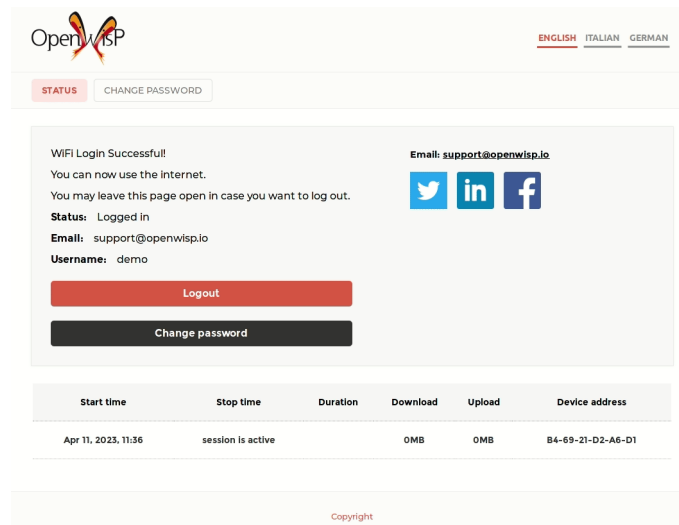 OpenWISP
ENGLISH ITALIAN GERMAN
STATUS CHANGE PASSWORD
WiFi Login Successful!
You can now use the internet.
You may leave this page open in case you want to log out.
Status: Logged in
Email: support@openwisp.io
Username: demo
Logout
Change password
Email: support@openwisp.io
in
f
Start time Stop time Duration Download Upload Device address
Apr 11, 2023, 11:36 session is active 0MB 0MB B4-69-21-D2-A6-D1
Copyright